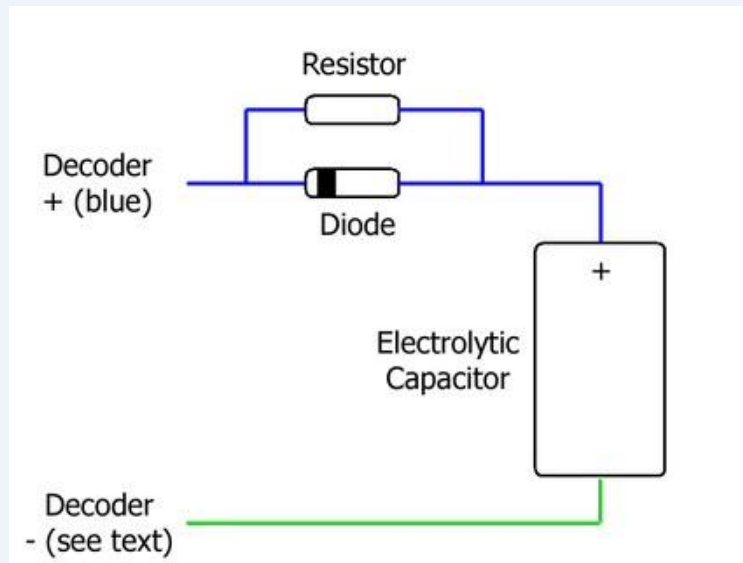 Resistor
Decoder
+ (blue)
Diode
+
Electrolytic
Capacitor
Decoder
- (see text)